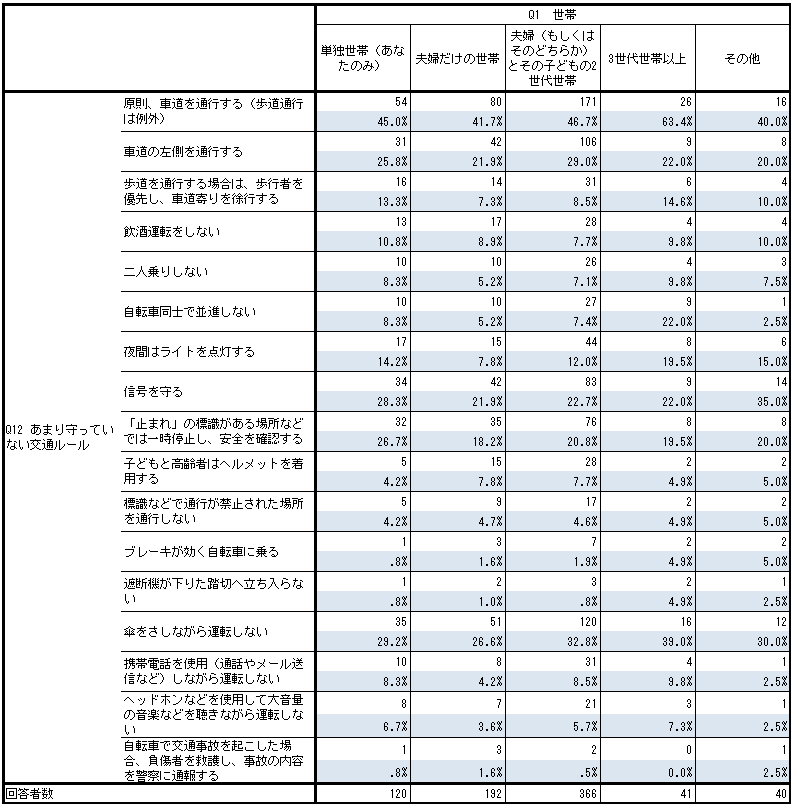 Q1 世帯
単独世帯（あな
たのみ）
夫婦だけの世帯
夫婦（もしくは
そのどちらか）
とその子どもの2
世代世帯
3世代世帯以上
その他
Q12 あまり守ってい
ない交通ルール
原則、車道を通行する（歩道通行
は例外）
54 80 171 26 16
45.0% 41.7% 46.7% 63.4% 40.0%
車道の左側を通行する
31 42 106 9 8
25.8% 21.9% 29.0% 22.0% 20.0%
歩道を通行する場合は、歩行者を
優先し、車道寄りを徐行する
16 14 31 6 4
13.3% 7.3% 8.5% 14.6% 10.0%
飲酒運転をしない
13 17 28 4 4
10.8% 8.9% 7.7% 9.8% 10.0%
二人乗りしない
10 10 26 4 3
8.3% 5.2% 7.1% 9.8% 7.5%
自転車同士で並進しない
10 10 27 9 1
8.3% 5.2% 7.4% 22.0% 2.5%
夜間はライトを点灯する
17 15 44 8 6
14.2% 7.8% 12.0% 19.5% 15.0%
信号を守る
34 42 83 9 14
28.3% 21.9% 22.7% 22.0% 35.0%
「止まれ」の標識がある場所など
では一時停止し、安全を確認する
32 35 76 8 8
26.7% 18.2% 20.8% 19.5% 20.0%
子どもと高齢者はヘルメットを着
用する
5 15 28 2 2
4.2% 7.8% 7.7% 4.9% 5.0%
標識などで通行が禁止された場所
を通行しない
5 9 17 2 2
4.2% 4.7% 4.6% 4.9% 5.0%
ブレーキが効く自転車に乗る
1 3 7 2 2
.8% 1.6% 1.9% 4.9% 5.0%
遮断機が下りた踏切へ立ち入らな
い
1 2 3 2 1
.8% 1.0% .8% 4.9% 2.5%
傘をさしながら運転しない
35 51 120 16 12
29.2% 26.6% 32.8% 39.0% 30.0%
携帯電話を使用（通話やメール送
信など）しながら運転しない
10 8 31 4 1
8.3% 4.2% 8.5% 9.8% 2.5%
ヘッドホンなどを使用して大音量
の音楽などを聴きながら運転しな
い
8 7 21 3 1
6.7% 3.6% 5.7% 7.3% 2.5%
自転車で交通事故を起こした場
合、負傷者を救護し、事故の内容
を警察に通報する
1 3 2 0 1
.8% 1.6% .5% 0.0% 2.5%
回答者数 120 192 366 41 40